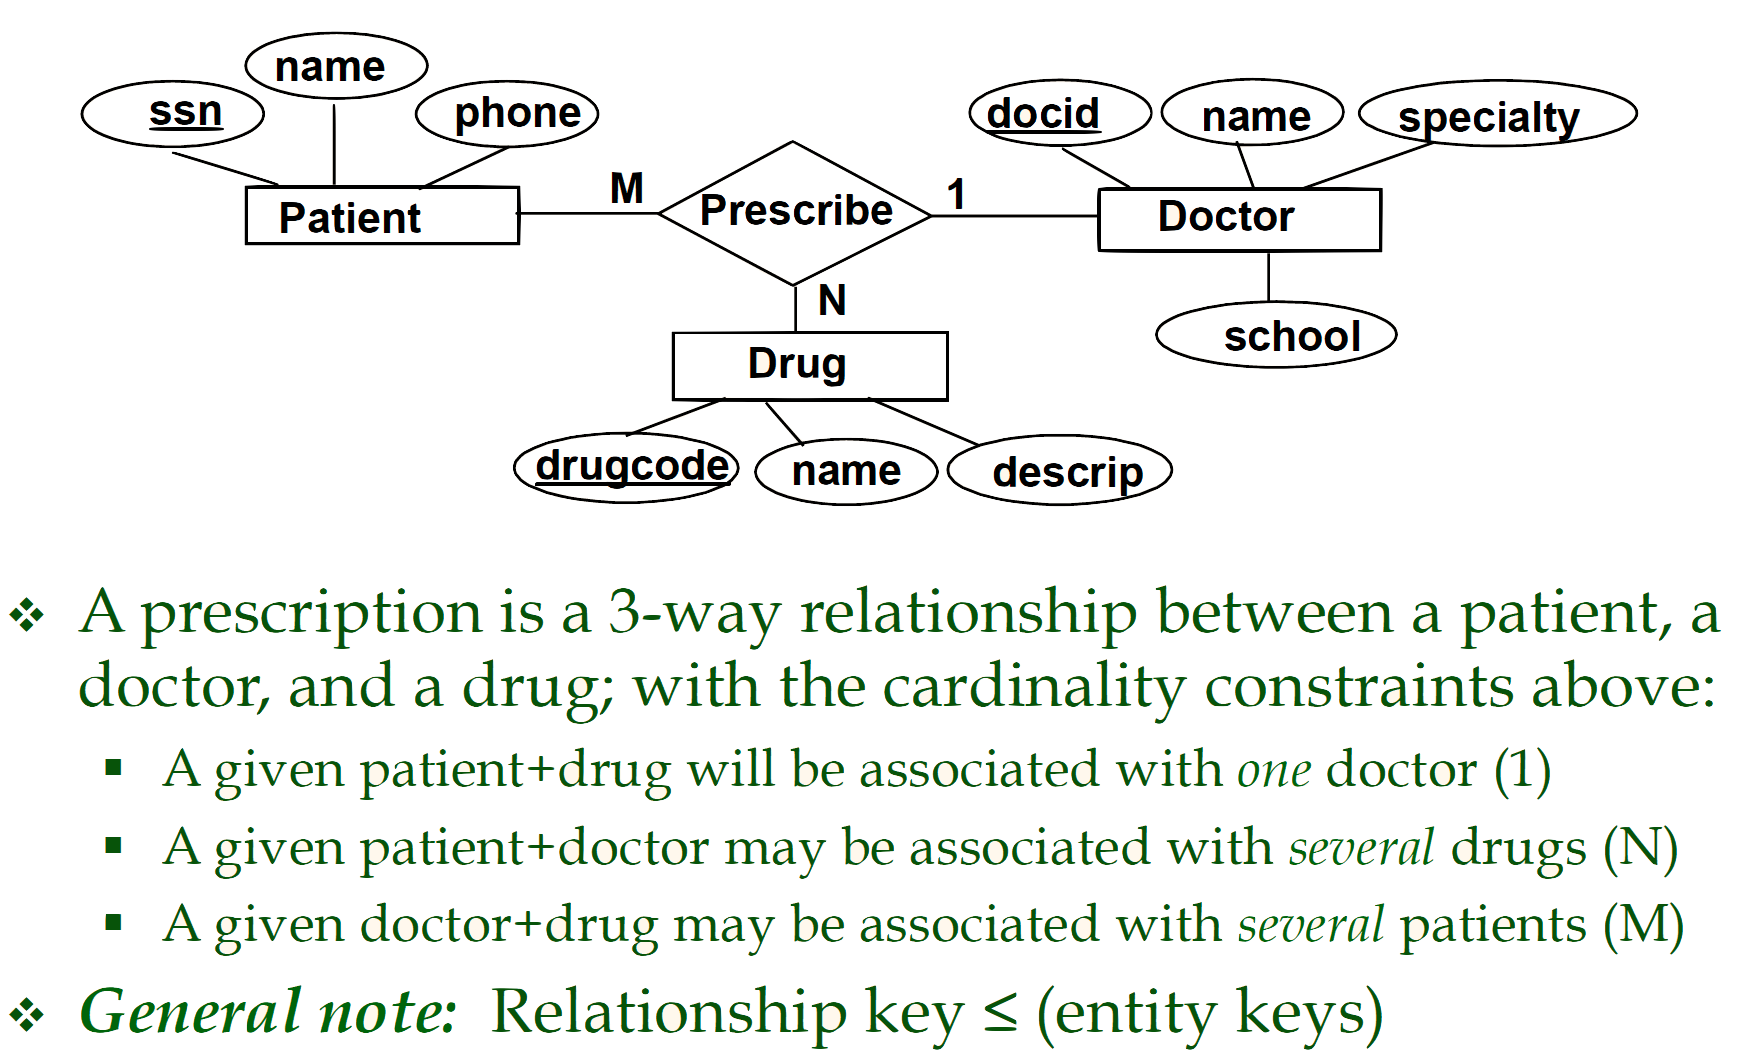 name
ssn
phone
docid
name
specialty
Patient
M
Prescribe
1
Doctor
N
Drug
school
drugcode
name
descrip
❖ A prescription is a 3-way relationship between a patient, a
doctor, and a drug; with the cardinality constraints above:
▪ A given patient+drug will be associated with one doctor (1)
▪ A given patient+doctor may be associated with several drugs (N)
▪ A given doctor+drug may be associated with several patients (M)
❖ General note: Relationship key ≤ (entity keys)